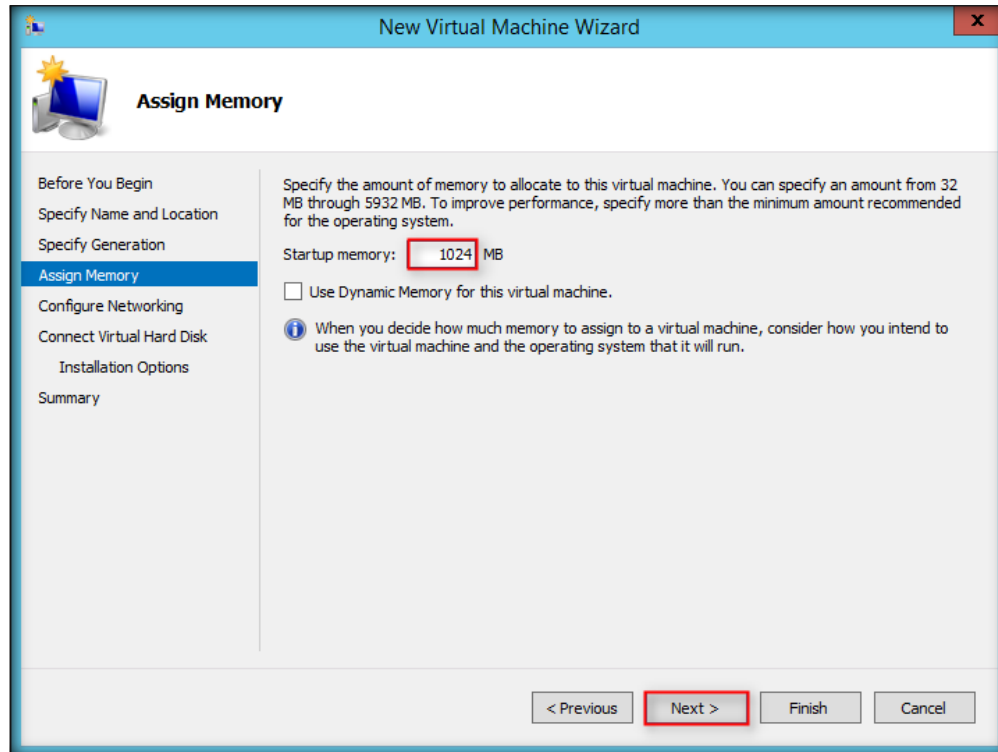 New Virtual Machine Wizard
x
Assign Memory
Before You Begin
Specify Name and Location
Specify Generation
Assign Memory
Configure Networking
Connect Virtual Hard Disk
Installation Options
Summary
Specify the amount of memory to allocate to this virtual machine. You can specify an amount from 32
MB through 5932 MB. To improve performance, specify more than the minimum amount recommended
for the operating system.
Startup memory: 1024 MB
Use Dynamic Memory for this virtual machine.
When you decide how much memory to assign to a virtual machine, consider how you intend to
use the virtual machine and the operating system that it will run.
< Previous Next > Finish Cancel